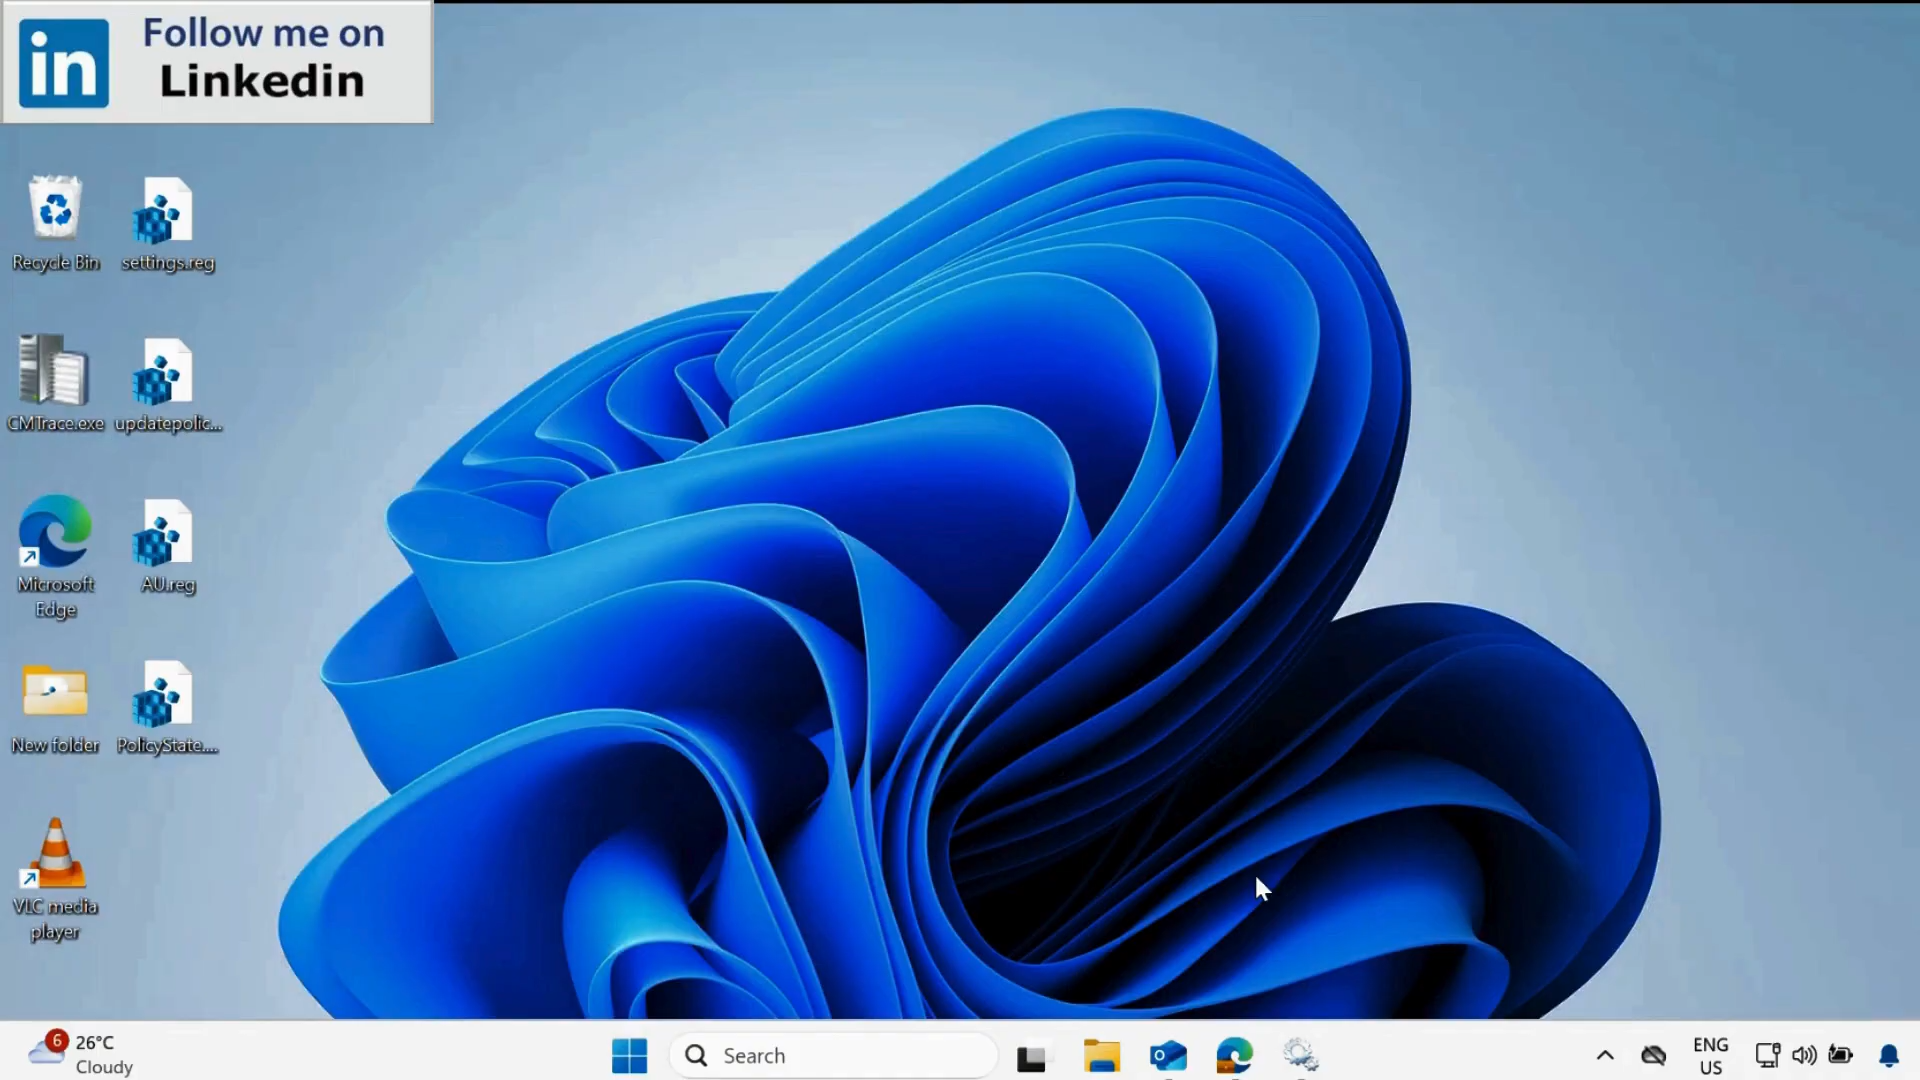 in
Follow me on
Linkedin
Recycle Bin
settings.reg
CMTrace.exe
updatepolic...
Microsoft
Edge
AU.reg
New folder
PolicyState....
VLC media
player
6
26°C
Cloudy
Search
ENG
US